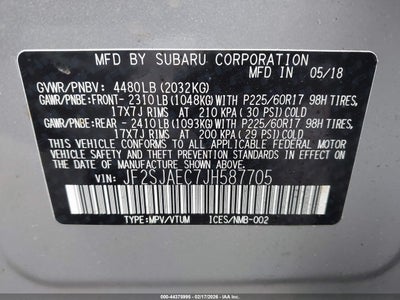 MFD BY SUBARU CORPORATION
IN 05/18
GVWR/PNBV: 4480LB (2032KG)
GAWR/PNBE: FRONT- 2310LB (1048KG) WITH P225/60R17 98H TIRES,
17X7J RIMS AT 210 KPA (30 PSI) COLD
GAWR/PNBE: REAR - 2410LB (1093KG) WITH P225/60R17 98H TIRES,
17X7J RIMS AT 200 KPA (29 PSI) COLD
THIS VEHICLE CONFORMS TO ALL APPLICABLE
FEDERAL MOTOR VEHICLE SAFETY,
BUMPER, AND THEFT PREVENTION STANDARDS
IN EFFECT ON THE DATE OF MANUFACTURE
SHOWN ABOVE.
VIN: JF2SJAEC7JH587705
TYPE:MPV/VTUM ICES/NMB-002
000-44379995 - 02/17/2026 - IAAI GLOBAL